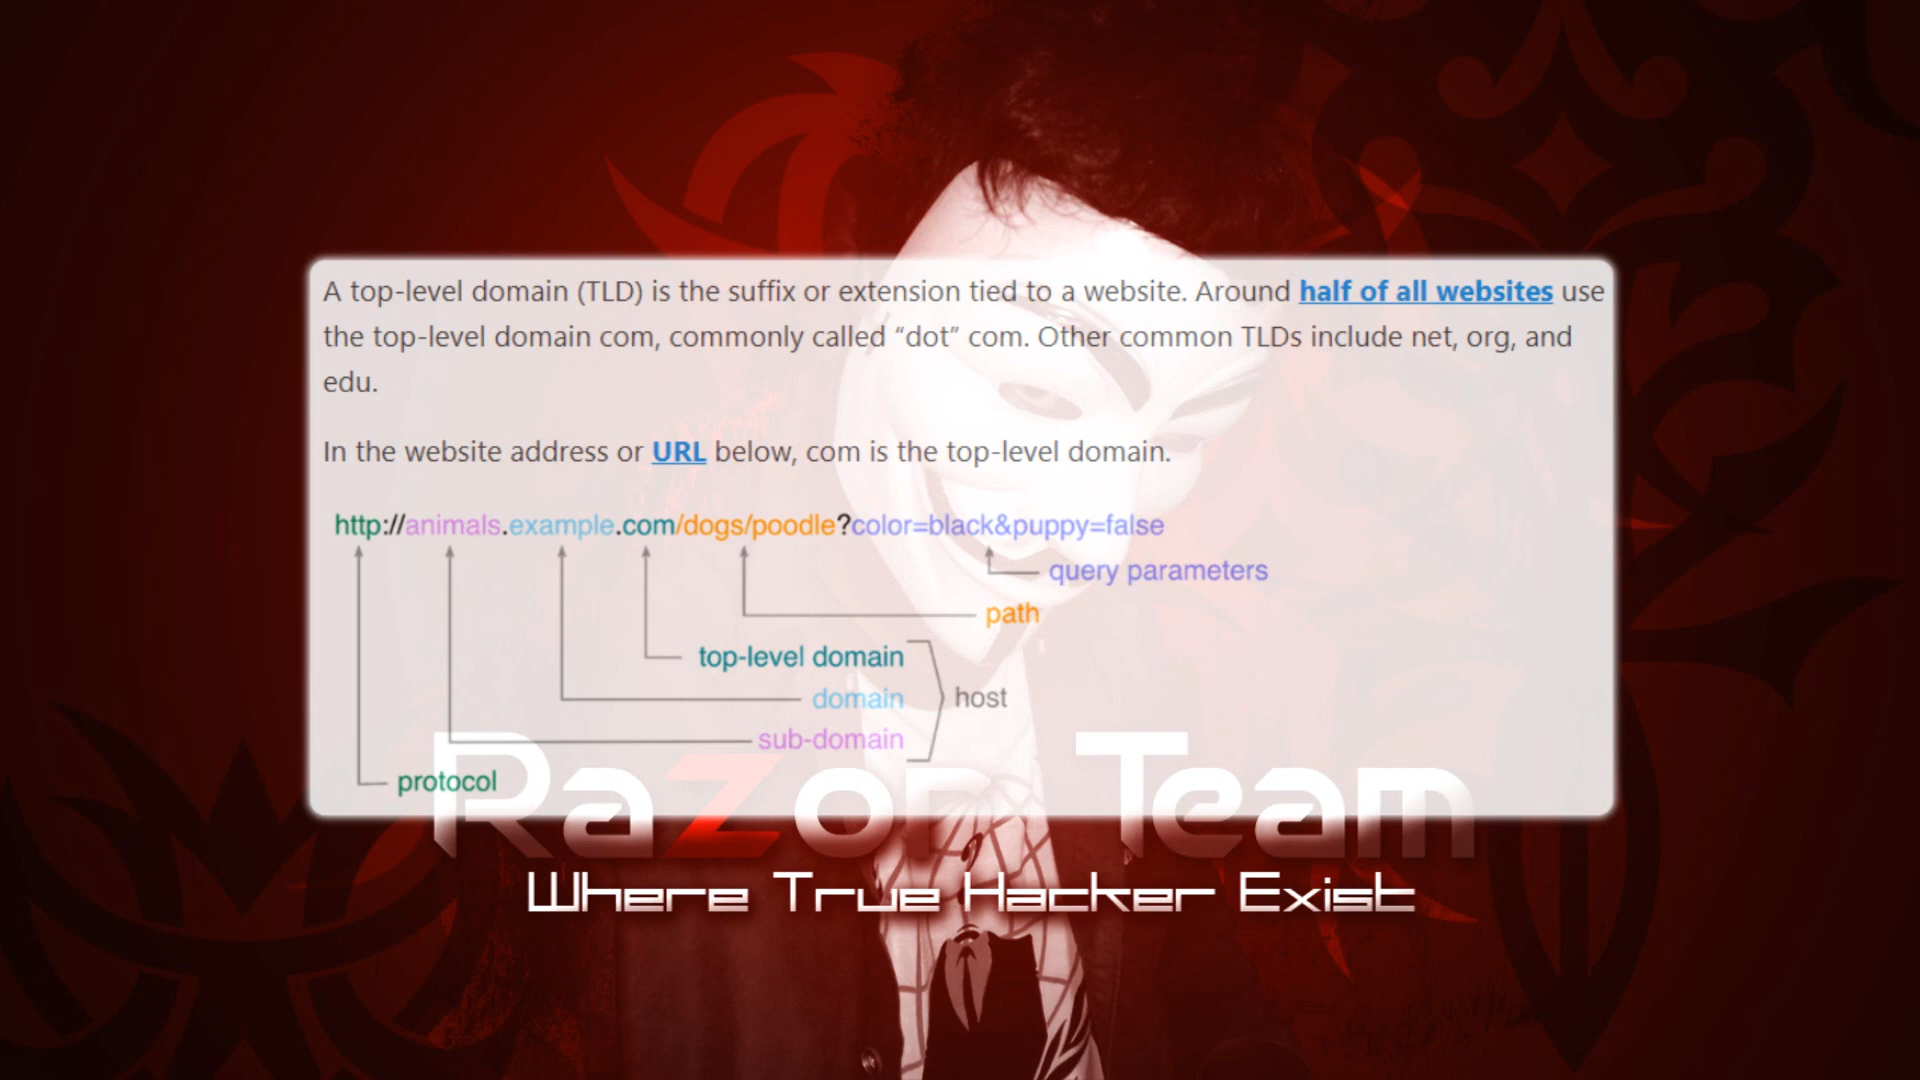 A top-level domain (TLD) is the suffix or extension tied to a website. Around half of all websites use
the top-level domain com, commonly called “dot” com. Other common TLDs include net, org, and
edu.
In the website address or URL below, com is the top-level domain.
http://animals.example.com/dogs/poodle?color=black&puppy=false
query parameters
path
top-level domain
domain
host
sub-domain
protocol
Razor Team
Where True Hacker Exist